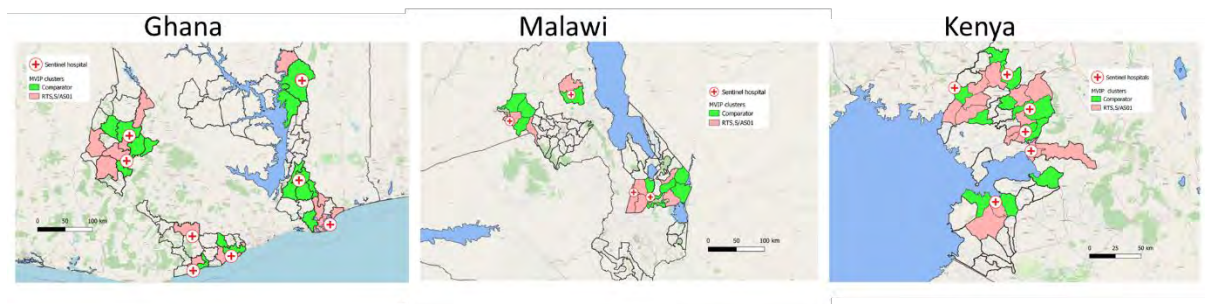 Ghana
Sentinel hospital
MVIP clusters
Comparator
RTS,S/AS01
0 50 100 km
Malawi
Sentinel hospital
MVIP clusters
Comparator
RTS,S/AS01
0 50 100 km
Kenya
Sentinel hospitals
MVIP clusters
Comparator
RTS,S/AS01
0 25 50 km